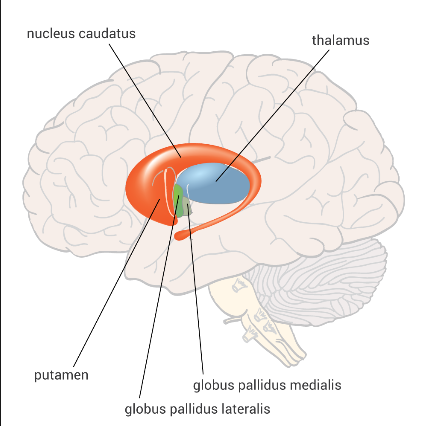 nucleus caudatus
thalamus
putamen
globus pallidus medialis
globus pallidus lateralis